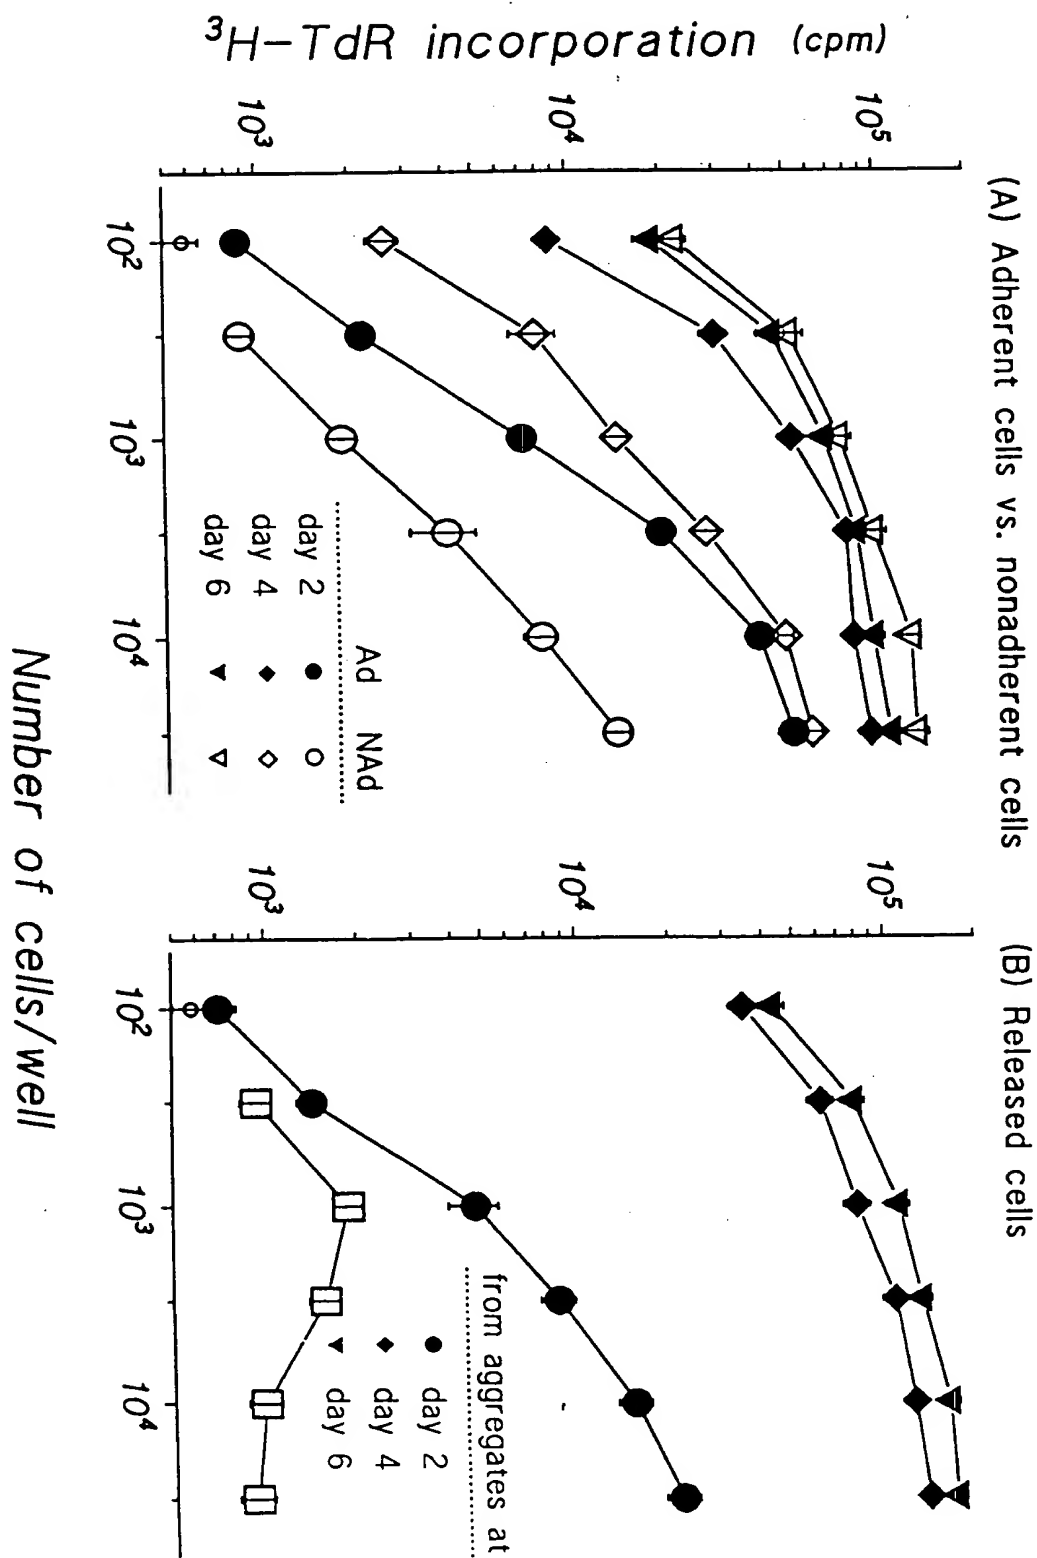 (A) Adherent cells vs. nonadherent cells
³H-TdR incorporation (cpm)
10⁵
10⁴
10³
10² 10³ 10⁴
Ad NAd
day 2
day 4
day 6
(B) Released cells
10⁵
10⁴
10³
10² 10³ 10⁴
from aggregates at
day 2
day 4
day 6
Number of cells/well